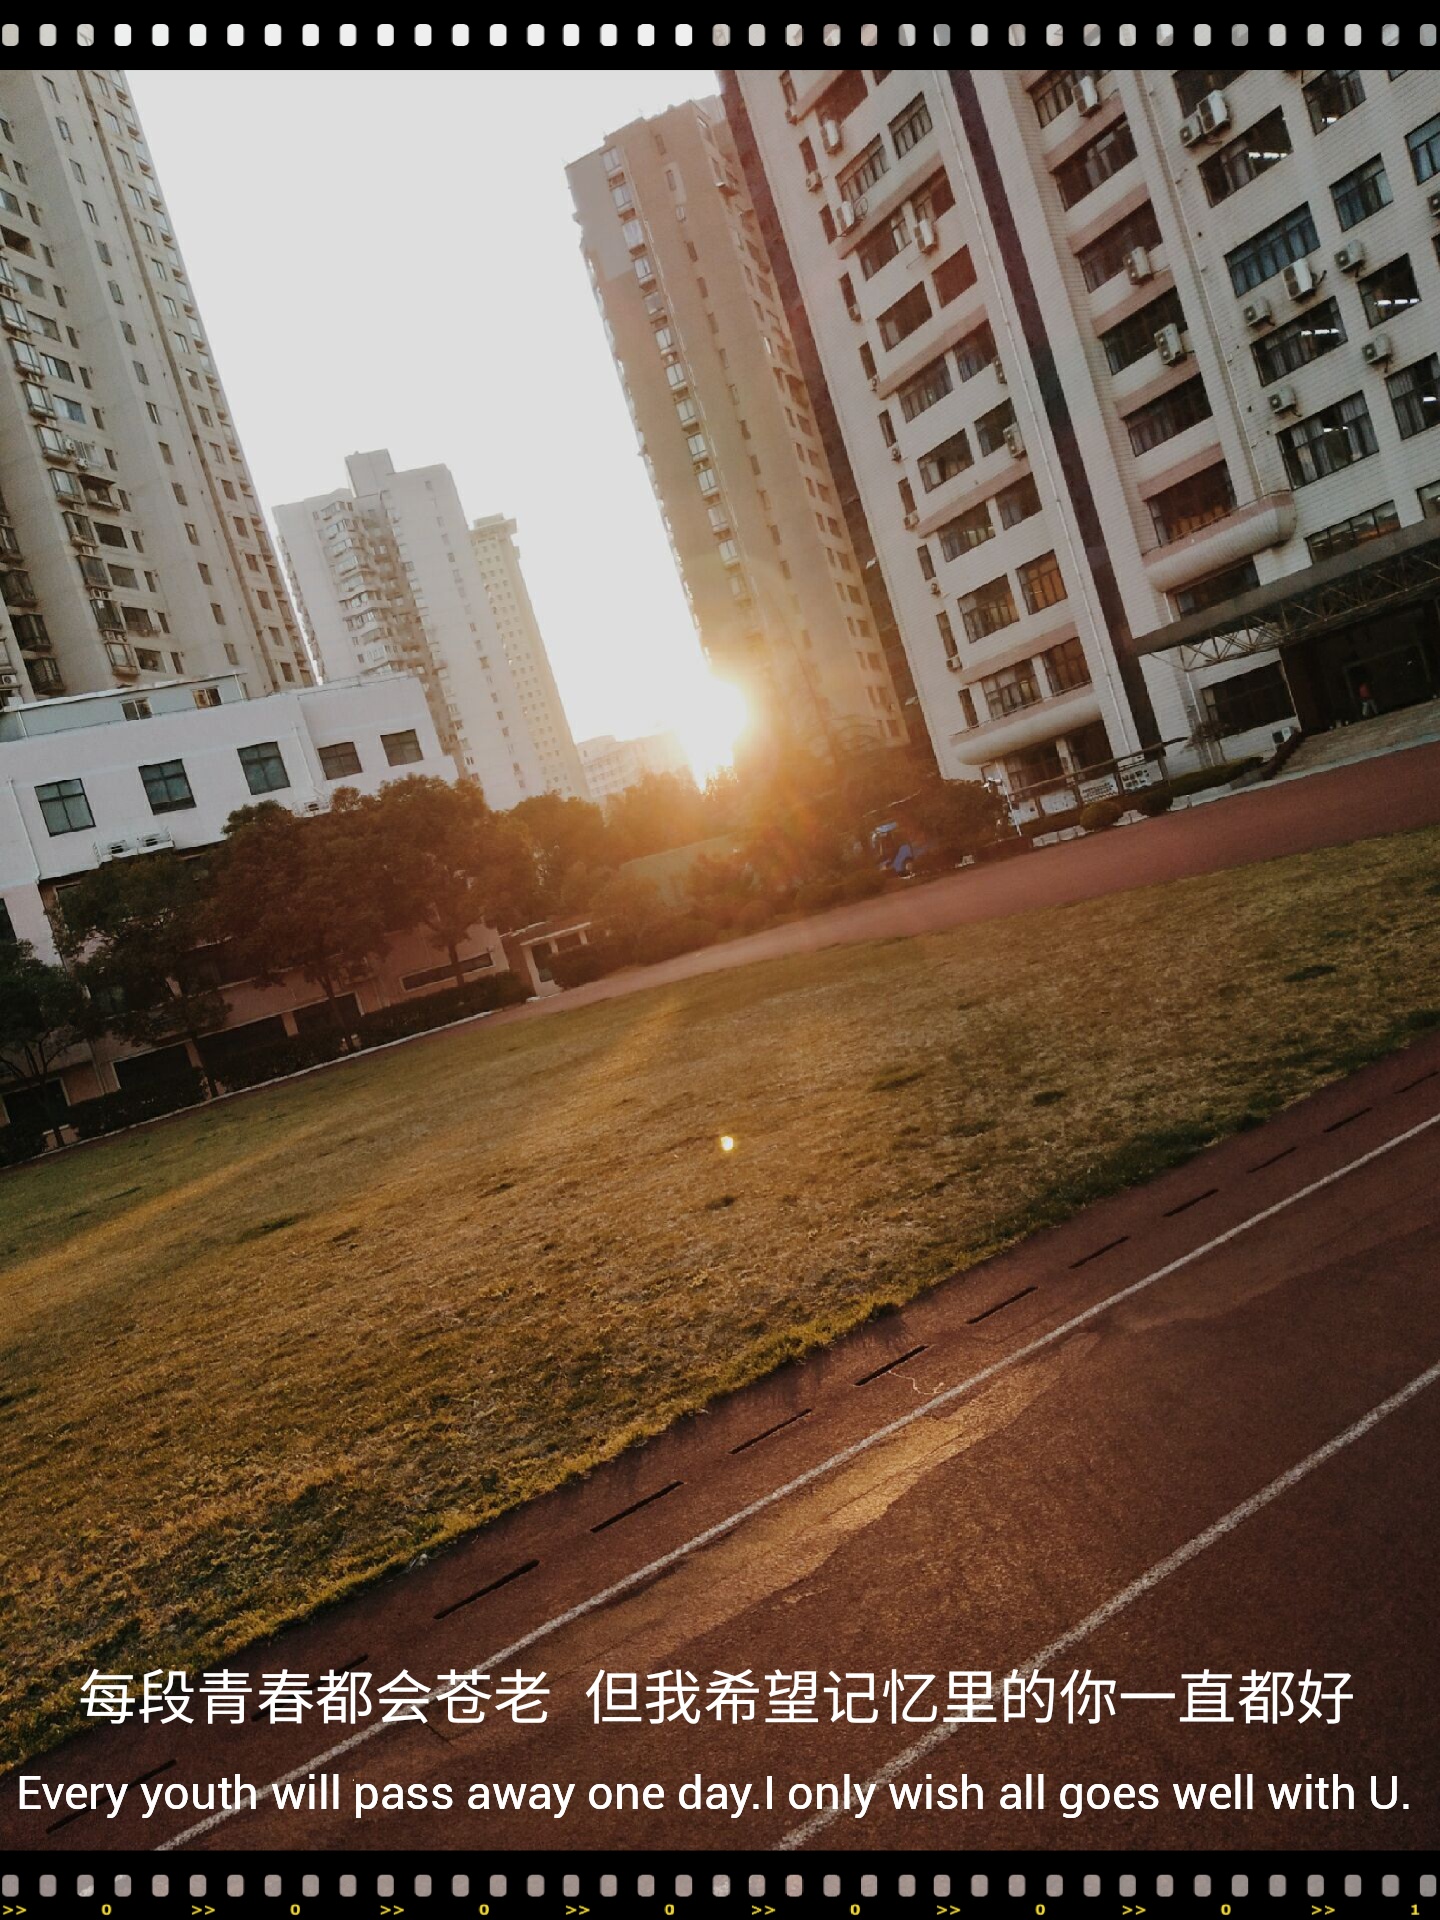 每段青春都会苍老 但我希望记忆里的你一直都好
Every youth will pass away one day.I only wish all goes well with U.
>> 0 >> 0 >> 0 >> 0 >> 0 >> 0 >> 0 >> 1